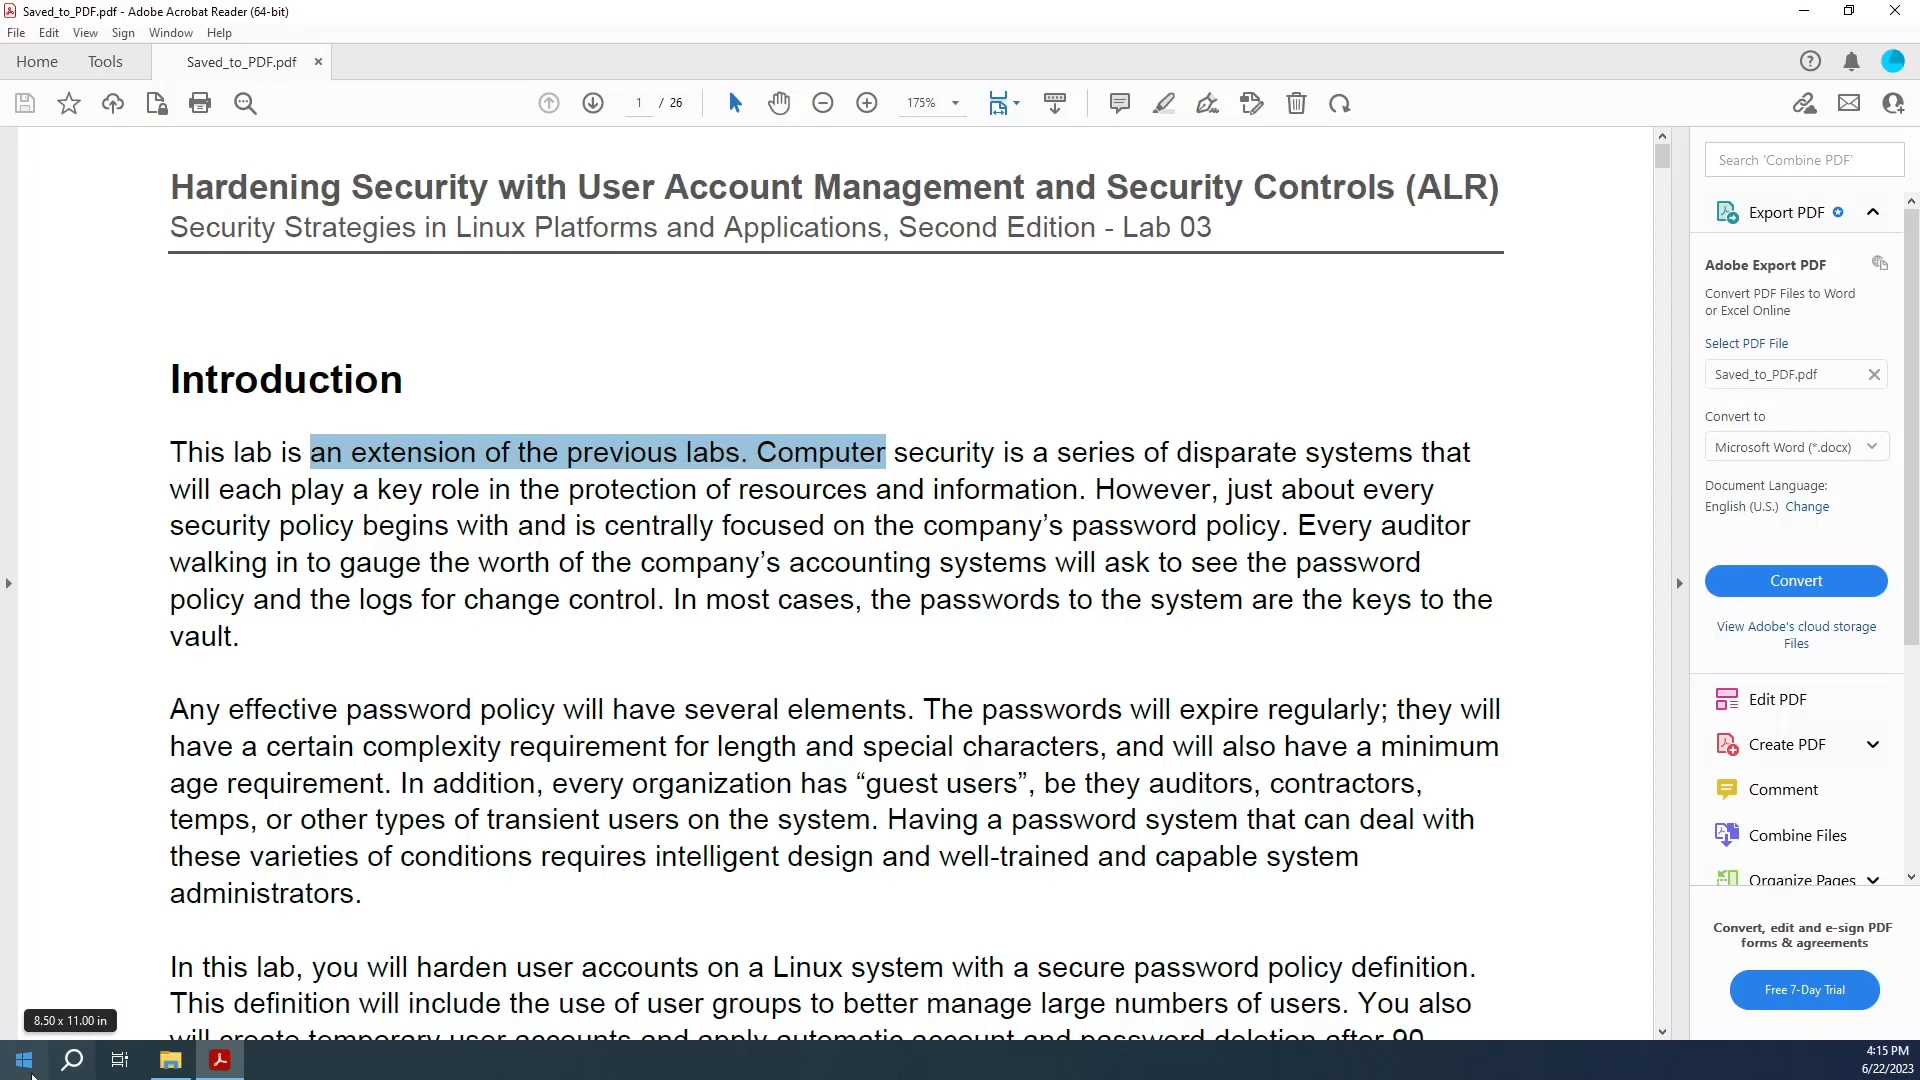 Saved_to_PDF.pdf - Adobe Acrobat Reader (64-bit)
File Edit View Sign Window Help
Home Tools Saved_to_PDF.pdf
1 / 26 175%
Hardening Security with User Account Management and Security Controls (ALR)
Security Strategies in Linux Platforms and Applications, Second Edition - Lab 03
Introduction
This lab is an extension of the previous labs. Computer security is a series of disparate systems that
will each play a key role in the protection of resources and information. However, just about every
security policy begins with and is centrally focused on the company’s password policy. Every auditor
walking in to gauge the worth of the company’s accounting systems will ask to see the password
policy and the logs for change control. In most cases, the passwords to the system are the keys to the
vault.
Any effective password policy will have several elements. The passwords will expire regularly; they will
have a certain complexity requirement for length and special characters, and will also have a minimum
age requirement. In addition, every organization has “guest users”, be they auditors, contractors,
temps, or other types of transient users on the system. Having a password system that can deal with
these varieties of conditions requires intelligent design and well-trained and capable system
administrators.
In this lab, you will harden user accounts on a Linux system with a secure password policy definition.
This definition will include the use of user groups to better manage large numbers of users. You also
will create temporary user accounts and apply automatic account and password deletion after 90
8.50 x 11.00 in
Search 'Combine PDF'
Export PDF
Adobe Export PDF
Convert PDF Files to Word
or Excel Online
Select PDF File
Saved_to_PDF.pdf
Convert to
Microsoft Word (*.docx)
Document Language:
English (U.S.) Change
Convert
View Adobe's cloud storage
Files
Edit PDF
Create PDF
Comment
Combine Files
Organize Pages
Convert, edit and e-sign PDF
forms & agreements
Free 7-Day Trial
4:15 PM
6/22/2023